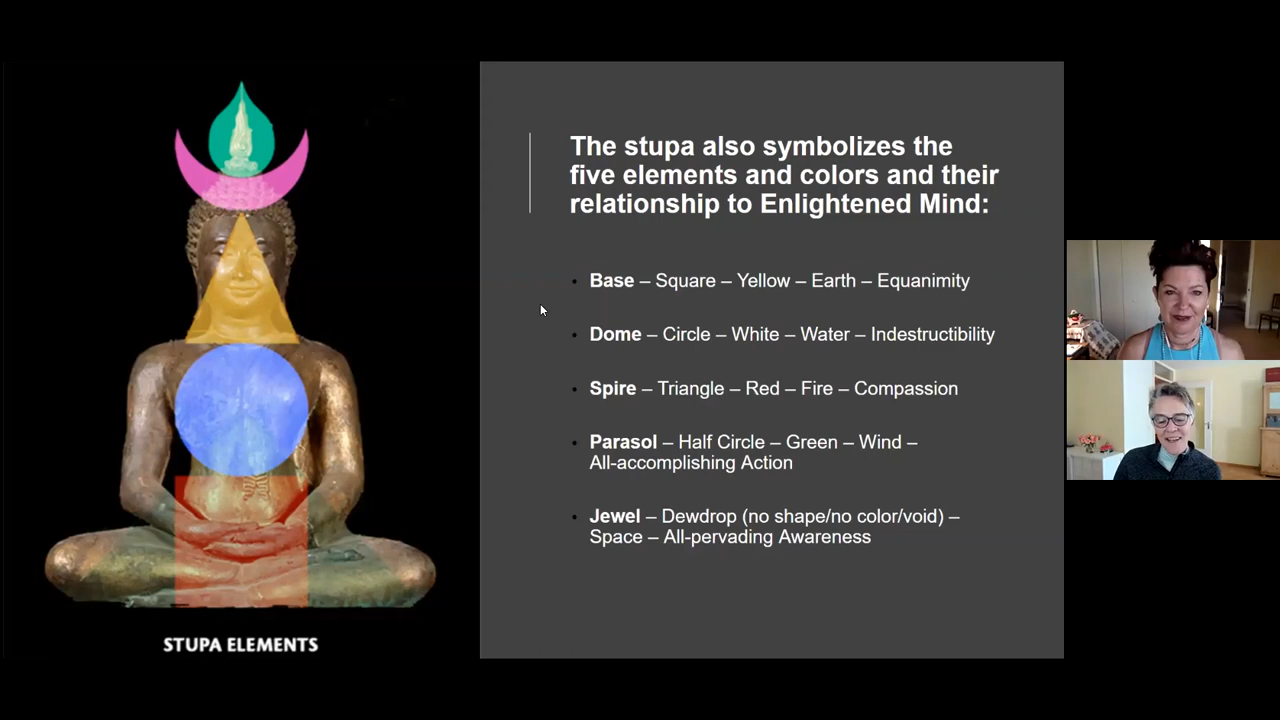 The stupa also symbolizes the
five elements and colors and their
relationship to Enlightened Mind:
• Base – Square – Yellow – Earth – Equanimity
• Dome – Circle – White – Water – Indestructibility
• Spire – Triangle – Red – Fire – Compassion
• Parasol – Half Circle – Green – Wind –
All-accomplishing Action
• Jewel – Dewdrop (no shape/no color/void) –
Space – All-pervading Awareness
STUPA ELEMENTS